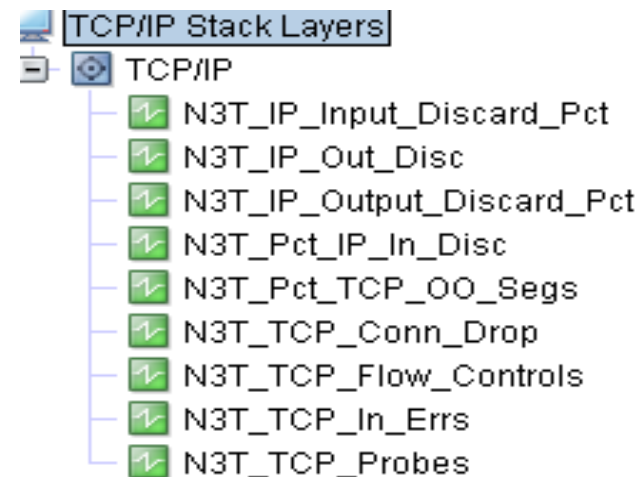 TCP/IP Stack Layers
TCP/IP
N3T_IP_Input_Discard_Pct
N3T_IP_Out_Disc
N3T_IP_Output_Discard_Pct
N3T_Pct_IP_In_Disc
N3T_Pct_TCP_OO_Segs
N3T_TCP_Conn_Drop
N3T_TCP_Flow_Controls
N3T_TCP_In_Errs
N3T_TCP_Probes